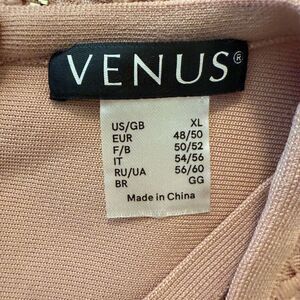 VENUS®
US/GB XL
EUR 48/50
F/B 50/52
IT 54/56
RU/UA 56/60
BR GG
Made in China